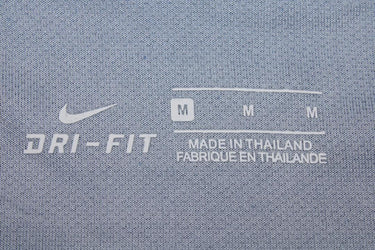 M M M
DRI-FIT
MADE IN THAILAND
FABRIQUE EN THAILANDE